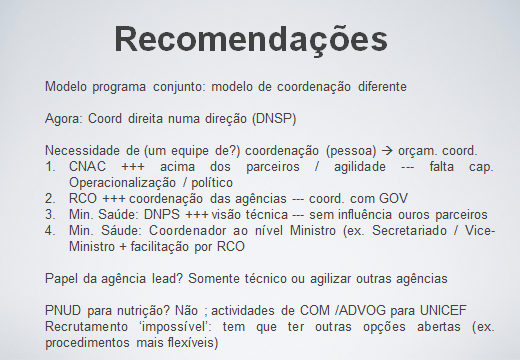 Recomendações
Modelo programa conjunto: modelo de coordenação diferente
Agora: Coord direita numa direção (DNSP)
Necessidade de (um equipe de?) coordenação (pessoa) → orçam. coord.
1. CNAC +++ acima dos parceiros / agilidade --- falta cap.
Operacionalização / político
2. RCO +++ coordenação das agências --- coord. com GOV
3. Min. Saúde: DNPS +++ visão técnica --- sem influência ouros parceiros
4. Min. Sáude: Coordenador ao nível Ministro (ex. Secretariado / Vice-
Ministro + facilitação por RCO
Papel da agência lead? Somente técnico ou agilizar outras agências
PNUD para nutrição? Não ; actividades de COM /ADVOG para UNICEF
Recrutamento 'impossível': tem que ter outras opções abertas (ex.
procedimentos mais flexíveis)